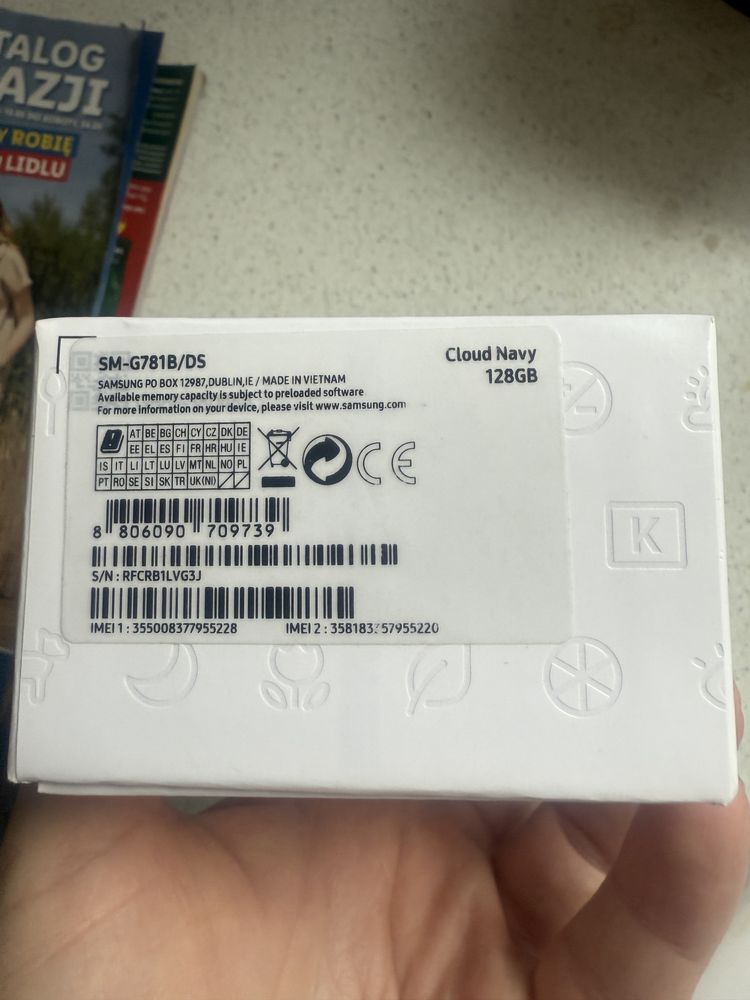 TALOG
AZJI
Y ROBIĘ
LIDLU
SM-G781B/DS
Cloud Navy
128GB
SAMSUNG PO BOX 12987,DUBLIN,IE / MADE IN VIETNAM
Available memory capacity is subject to preloaded software
For more information on your device, please visit www.samsung.com
AT BE BG CH CY CZ DK DE
EE EL ES FI FR HR HU IE
IS IT LI LT LU LV MT NL NO PL
PT RO SE SI SK TR UK(NI)
CE
8 806090 709739
S/N : RFCRB1LVG3J
IMEI 1 : 355008377955228 IMEI 2 :
K